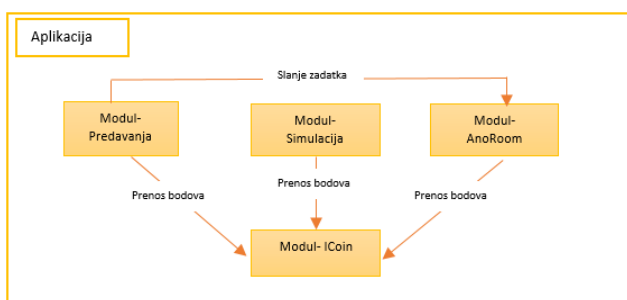 Aplikacija
Slanje zadatka
Modul-
Predavanja
Modul-
Simulacija
Modul-
AnoRoom
Prenos bodova
Prenos bodova
Prenos bodova
Modul- ICoin